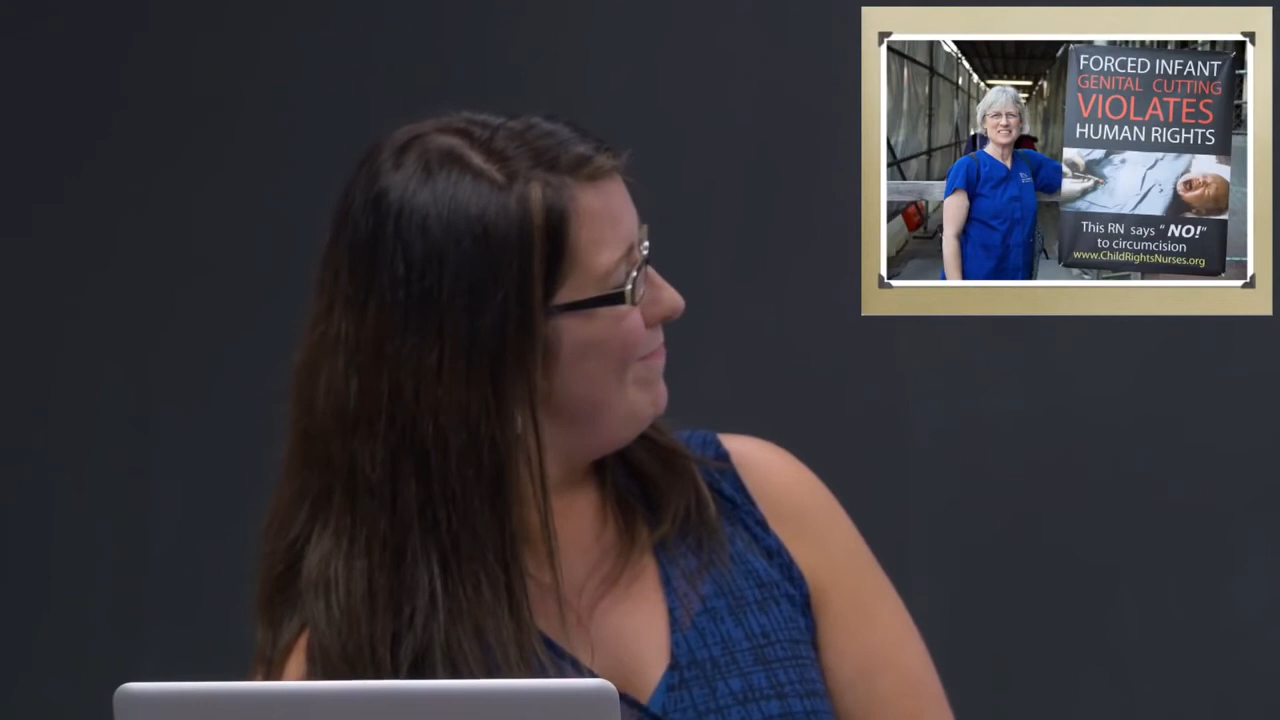 FORCED INFANT
GENITAL CUTTING
VIOLATES
HUMAN RIGHTS
This RN says "NO!"
to circumcision
www.ChildRightsNurses.org